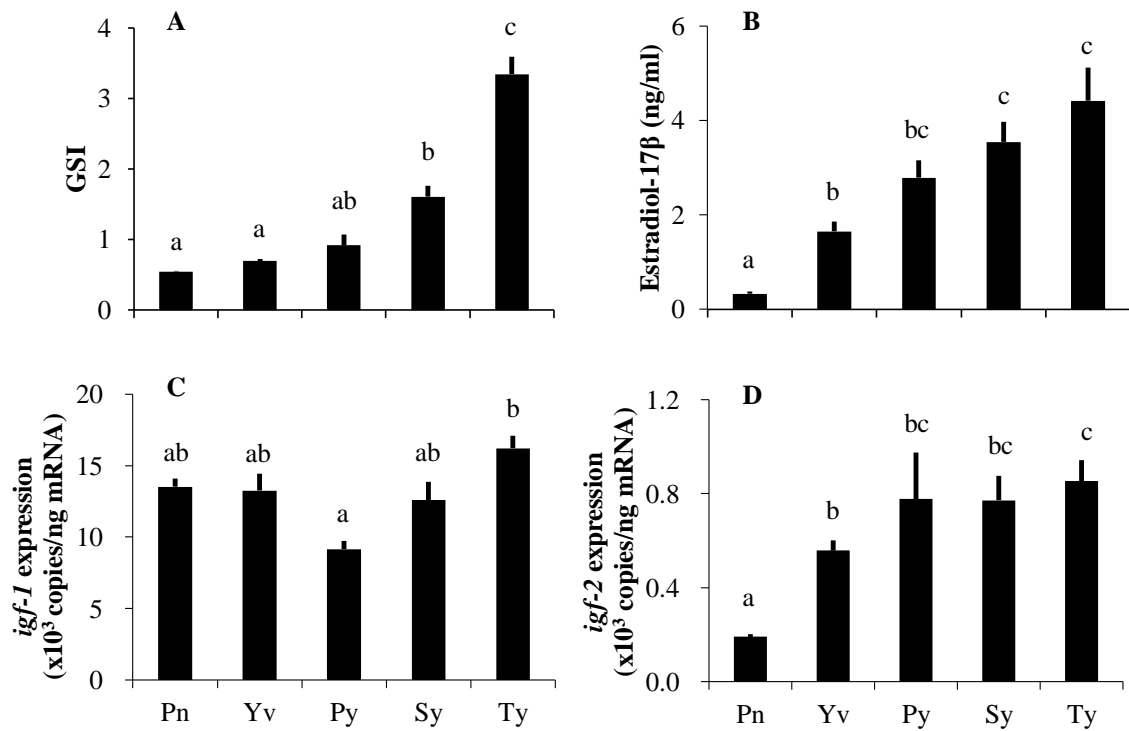 A
GSI
4
3
2
1
0
a
a
ab
b
c
B
Estradiol-17β (ng/ml)
6
4
2
0
a
b
bc
c
c
C
igf-1 expression
(x10³ copies/ng mRNA)
20
15
10
5
0
ab
ab
a
ab
b
Pn Yv Py Sy Ty
D
igf-2 expression
(x10³ copies/ng mRNA)
1.2
0.8
0.4
0.0
a
b
bc
bc
c
Pn Yv Py Sy Ty